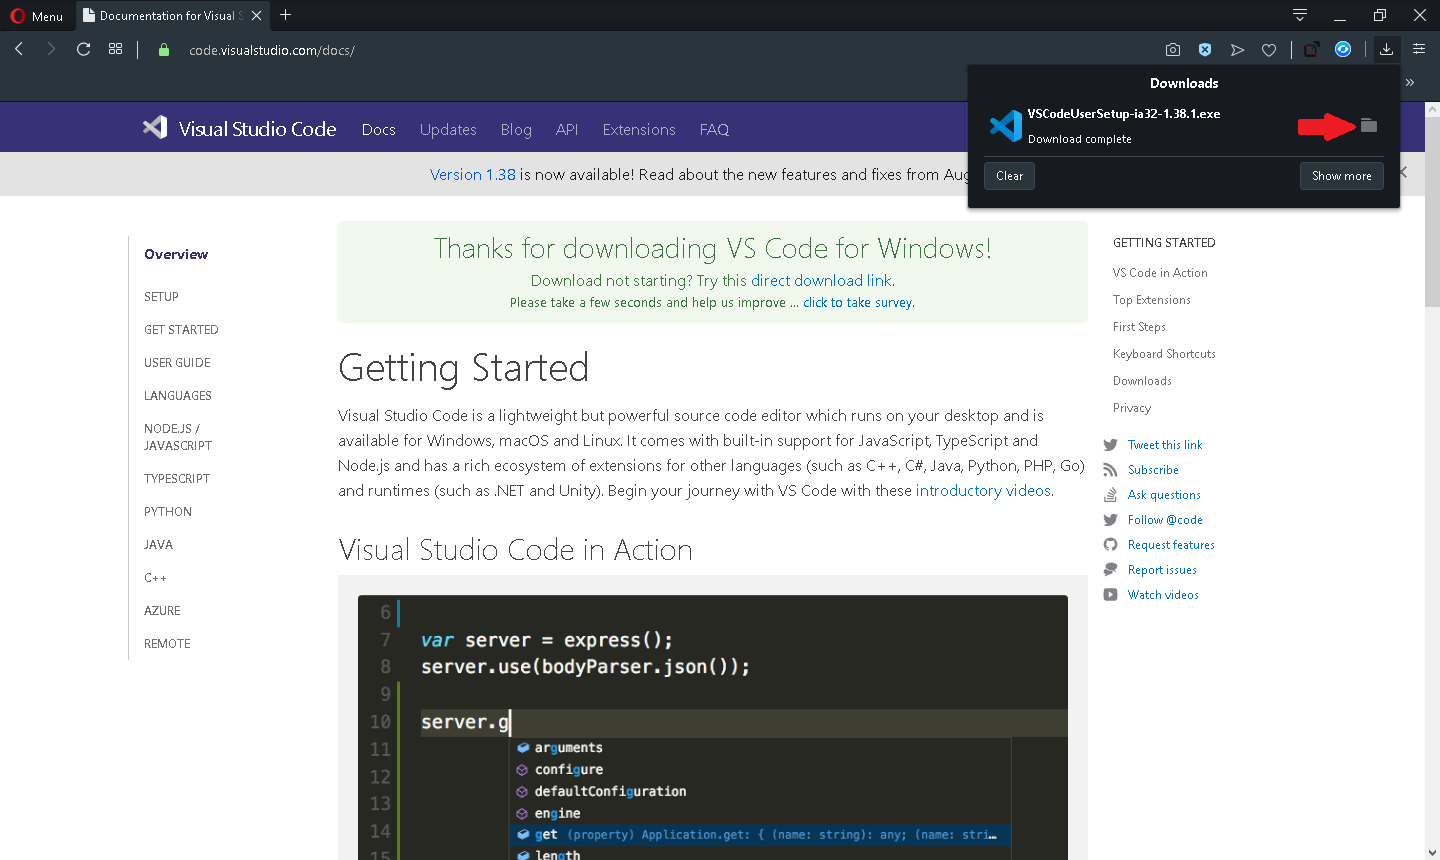 Menu
Documentation for Visual S
code.visualstudio.com/docs/
Downloads
VSCodeUserSetup-ia32-1.38.1.exe
Download complete
Clear
Show more
Visual Studio Code
Docs
Updates
Blog
API
Extensions
FAQ
Version 1.38 is now available! Read about the new features and fixes from Aug
Overview
SETUP
GET STARTED
USER GUIDE
LANGUAGES
NODE.JS /
JAVASCRIPT
TYPESCRIPT
PYTHON
JAVA
C++
AZURE
REMOTE
Thanks for downloading VS Code for Windows!
Download not starting? Try this direct download link.
Please take a few seconds and help us improve ... click to take survey.
Getting Started
Visual Studio Code is a lightweight but powerful source code editor which runs on your desktop and is
available for Windows, macOS and Linux. It comes with built-in support for JavaScript, TypeScript and
Node.js and has a rich ecosystem of extensions for other languages (such as C++, C#, Java, Python, PHP, Go)
and runtimes (such as .NET and Unity). Begin your journey with VS Code with these introductory videos.
Visual Studio Code in Action
6
7 var server = express();
8 server.use(bodyParser.json());
9
10 server.g
11 arguments
configure
12 defaultConfiguration
13 engine
14 get (property) Application.get: { (name: string): any; (name: stri…
15 length
GETTING STARTED
VS Code in Action
Top Extensions
First Steps
Keyboard Shortcuts
Downloads
Privacy
Tweet this link
Subscribe
Ask questions
Follow @code
Request features
Report issues
Watch videos